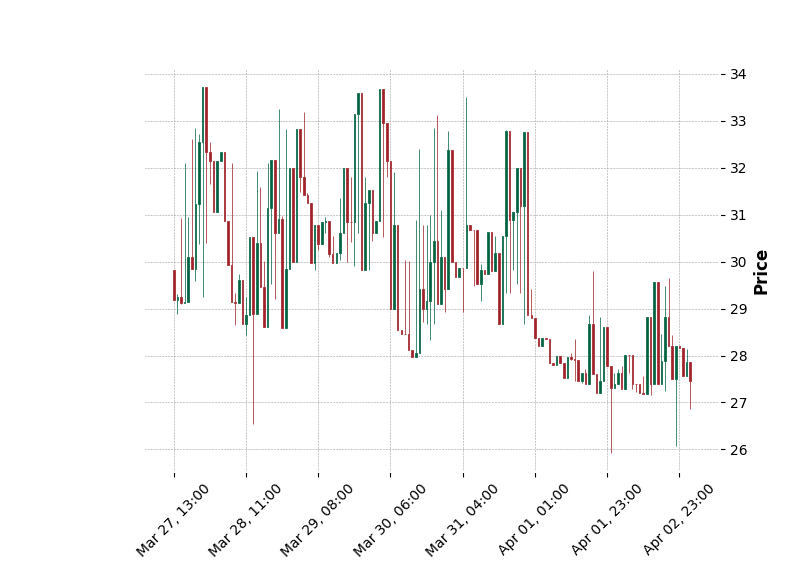 34
33
32
31
30
29
28
27
26
Price
Mar 27, 13:00
Mar 28, 11:00
Mar 29, 08:00
Mar 30, 06:00
Mar 31, 04:00
Apr 01, 01:00
Apr 01, 23:00
Apr 02, 23:00